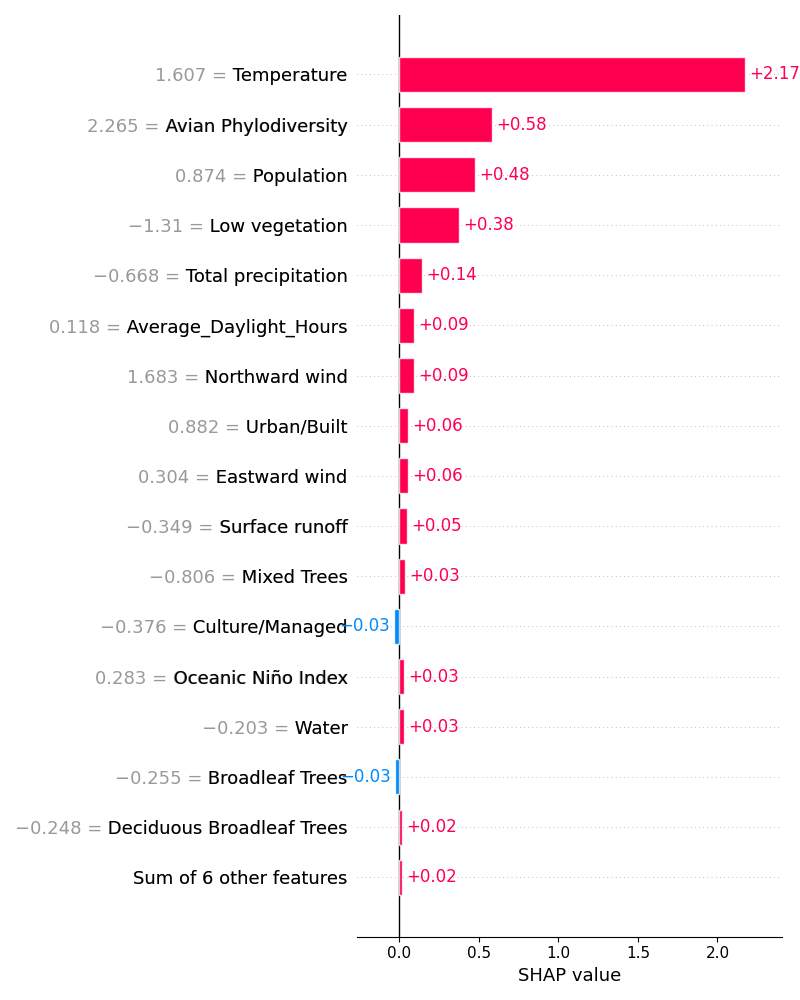 1.607 = Temperature +2.17
2.265 = Avian Phylodiversity +0.58
0.874 = Population +0.48
−1.31 = Low vegetation +0.38
−0.668 = Total precipitation +0.14
0.118 = Average_Daylight_Hours +0.09
1.683 = Northward wind +0.09
0.882 = Urban/Built +0.06
0.304 = Eastward wind +0.06
−0.349 = Surface runoff +0.05
−0.806 = Mixed Trees +0.03
−0.376 = Culture/Managed −0.03
0.283 = Oceanic Niño Index +0.03
−0.203 = Water +0.03
−0.255 = Broadleaf Trees −0.03
−0.248 = Deciduous Broadleaf Trees +0.02
Sum of 6 other features +0.02
0.0 0.5 1.0 1.5 2.0
SHAP value